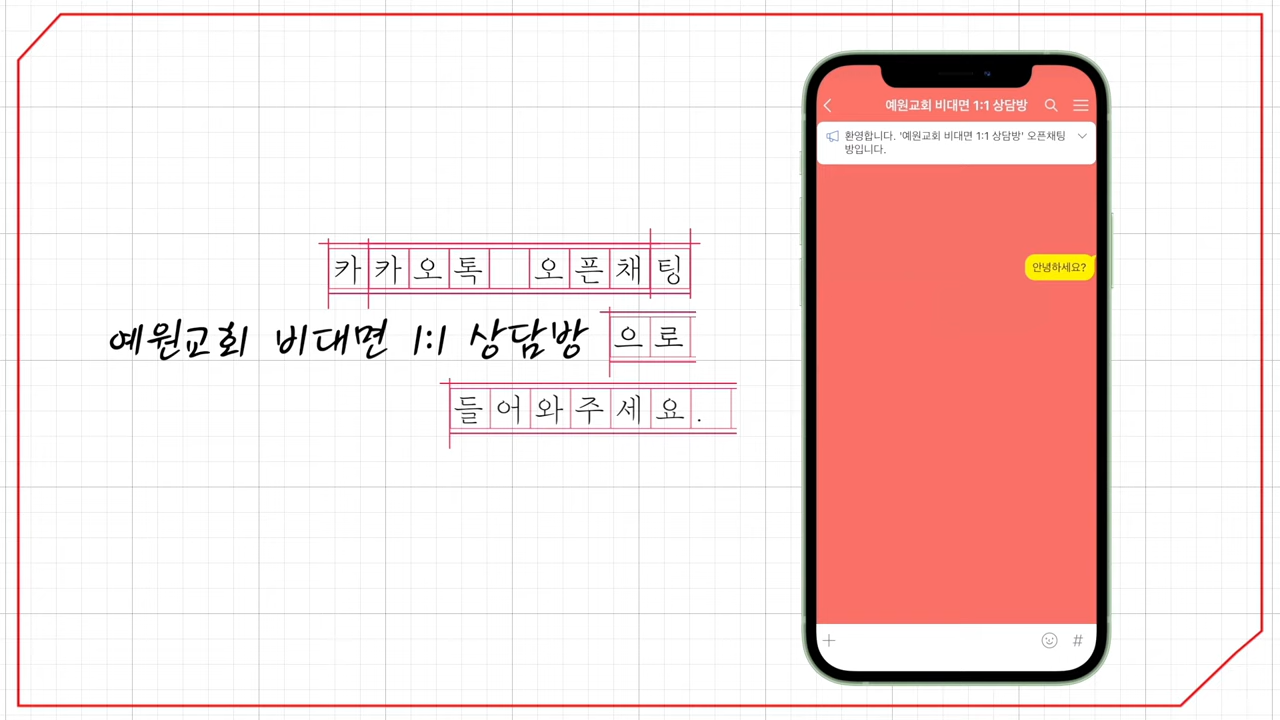 카카오톡 오픈채팅
예원교회 비대면 1:1 상담방 으로
들어와주세요.
예원교회 비대면 1:1 상담방
환영합니다. '예원교회 비대면 1:1 상담방' 오픈채팅
방입니다.
안녕하세요?
#